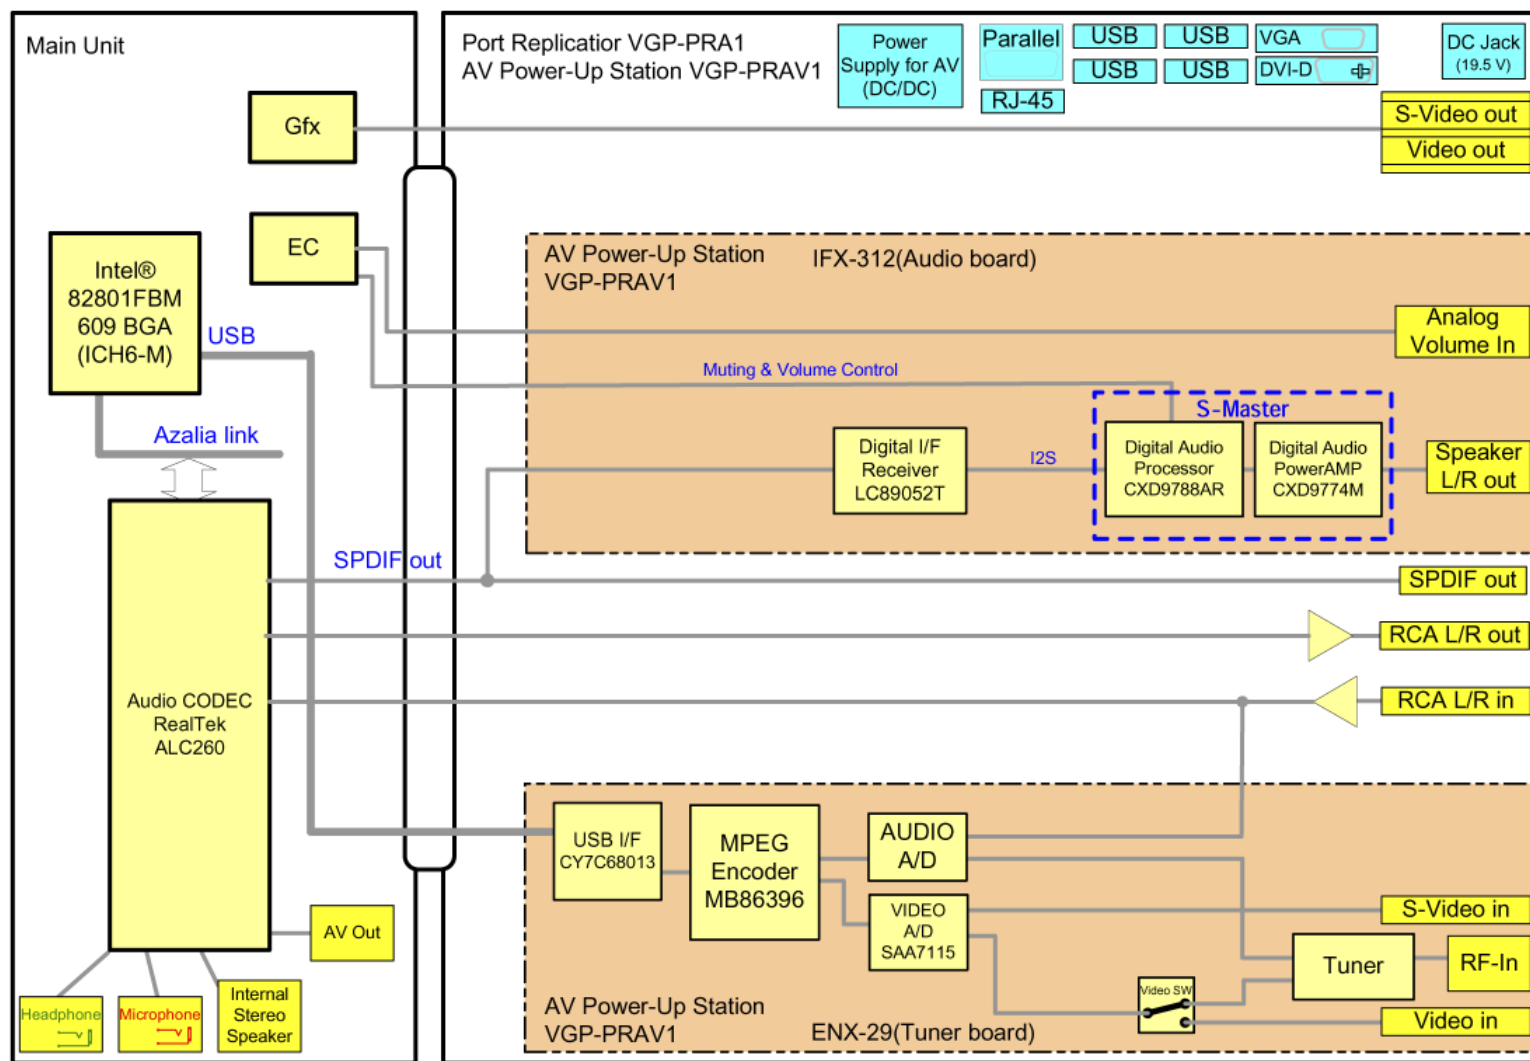 Main Unit
Port Replicatior VGP-PRA1
AV Power-Up Station VGP-PRAV1
Power
Supply for AV
(DC/DC)
Parallel
RJ-45
USB
USB
USB
USB
VGA
DVI-D
DC Jack
(19.5 V)
S-Video out
Video out
Gfx
EC
Intel®
82801FBM
609 BGA
(ICH6-M)
USB
Azalia link
AV Power-Up Station
VGP-PRAV1
IFX-312(Audio board)
Analog
Volume In
Muting & Volume Control
S-Master
Digital I/F
Receiver
LC89052T
I2S
Digital Audio
Processor
CXD9788AR
Digital Audio
PowerAMP
CXD9774M
Speaker
L/R out
SPDIF out
SPDIF out
RCA L/R out
RCA L/R in
Audio CODEC
RealTek
ALC260
USB I/F
CY7C68013
MPEG
Encoder
MB86396
AUDIO
A/D
VIDEO
A/D
SAA7115
S-Video in
Tuner
RF-In
Video SW
Video in
AV Power-Up Station
VGP-PRAV1
ENX-29(Tuner board)
AV Out
Headphone
Microphone
Internal
Stereo
Speaker